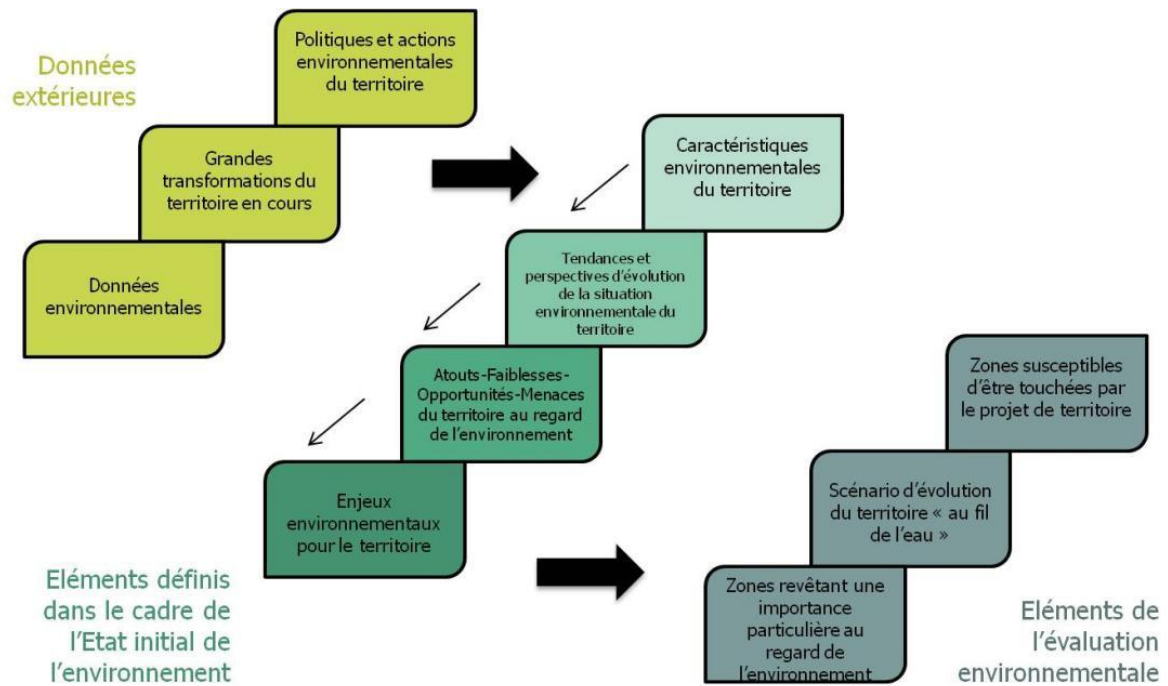 Données
extérieures
Politiques et actions
environnementales
du territoire
Grandes
transformations du
territoire en cours
Données
environnementales
Caractéristiques
environnementales
du territoire
Tendances et
perspectives d'évolution
de la situation
environnementale du
territoire
Atouts-Faiblesses-
Opportunités-Menaces
du territoire au regard
de l'environnement
Enjeux
environnementaux
pour le territoire
Eléments définis
dans le cadre de
l'Etat initial de
l'environnement
Zones susceptibles
d'être touchées par
le projet de territoire
Scénario d'évolution
du territoire « au fil
de l'eau »
Zones revêtant une
importance
particulière au
regard de
l'environnement
Eléments de
l'évaluation
environnementale